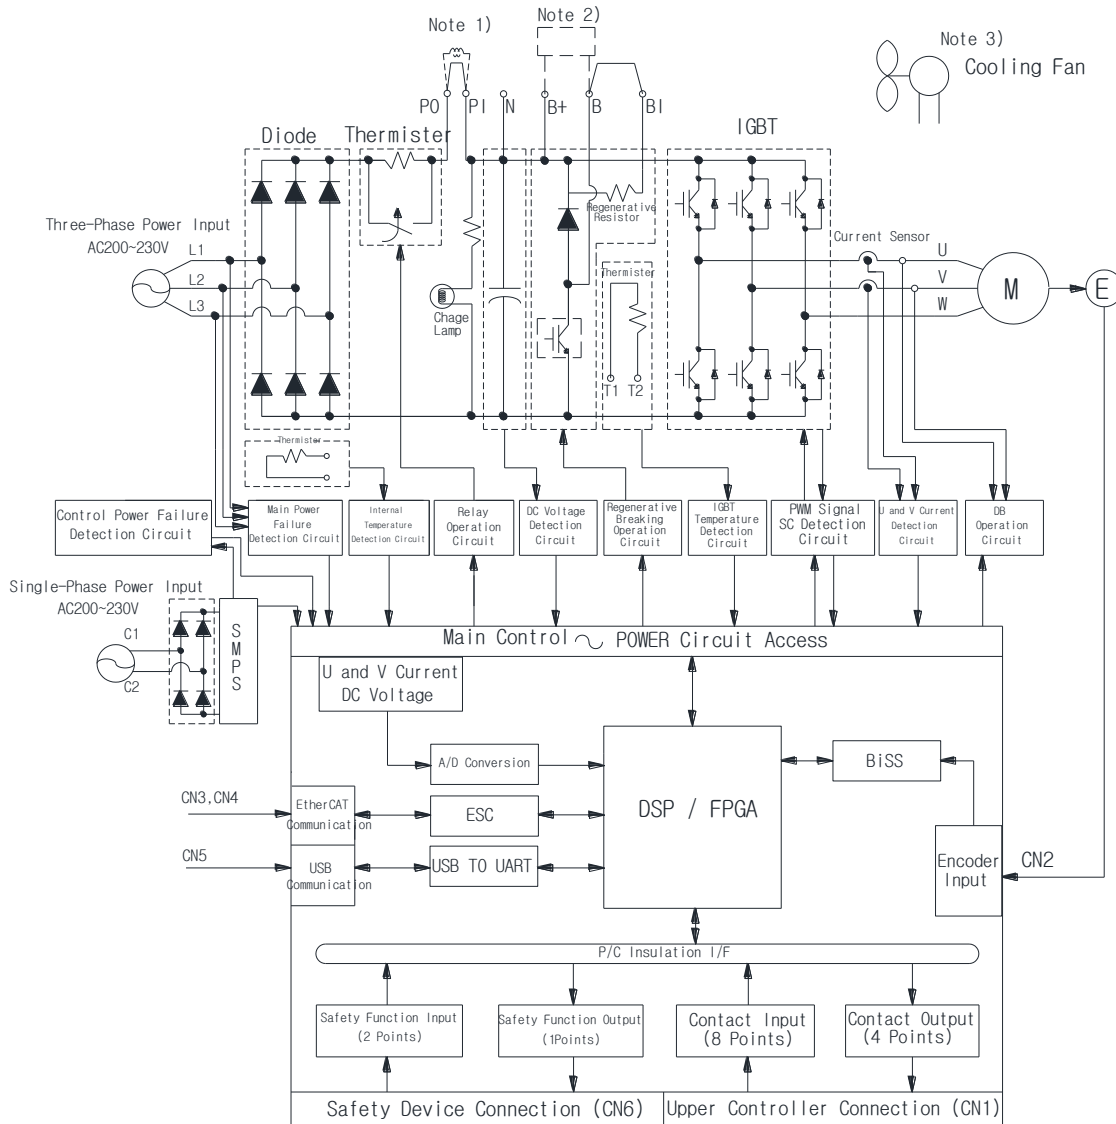 Note 1)
Note 2)
Note 3)
Cooling Fan
PO
PI
N
B+
B
BI
Diode
Thermister
IGBT
Three-Phase Power Input
AC200~230V
L1
L2
L3
Regenerative
Resistor
Current Sensor
U
V
W
M
E
Chage
Lamp
Thermister
T1
T2
Thermister
Control Power Failure
Detection Circuit
Main Power
Failure
Detection Circuit
Internal
Temperature
Detection Circuit
Relay
Operation
Circuit
DC Voltage
Detection
Circuit
Regenerative
Breaking
Operation
Circuit
IGBT
Temperature
Detection
Circuit
PWM Signal
SC Detection
Circuit
U and V Current
Detection
Circuit
DB
Operation
Circuit
Single-Phase Power Input
AC200~230V
C1
C2
SMPS
Main Control
POWER Circuit Access
U and V Current
DC Voltage
A/D Conversion
DSP / FPGA
BiSS
CN3,CN4
EtherCAT
Communication
ESC
CN5
USB
Communication
USB TO UART
Encoder
Input
CN2
P/C Insulation I/F
Safety Function Input
(2 Points)
Safety Function Output
(1Points)
Contact Input
(8 Points)
Contact Output
(4 Points)
Safety Device Connection (CN6)
Upper Controller Connection (CN1)